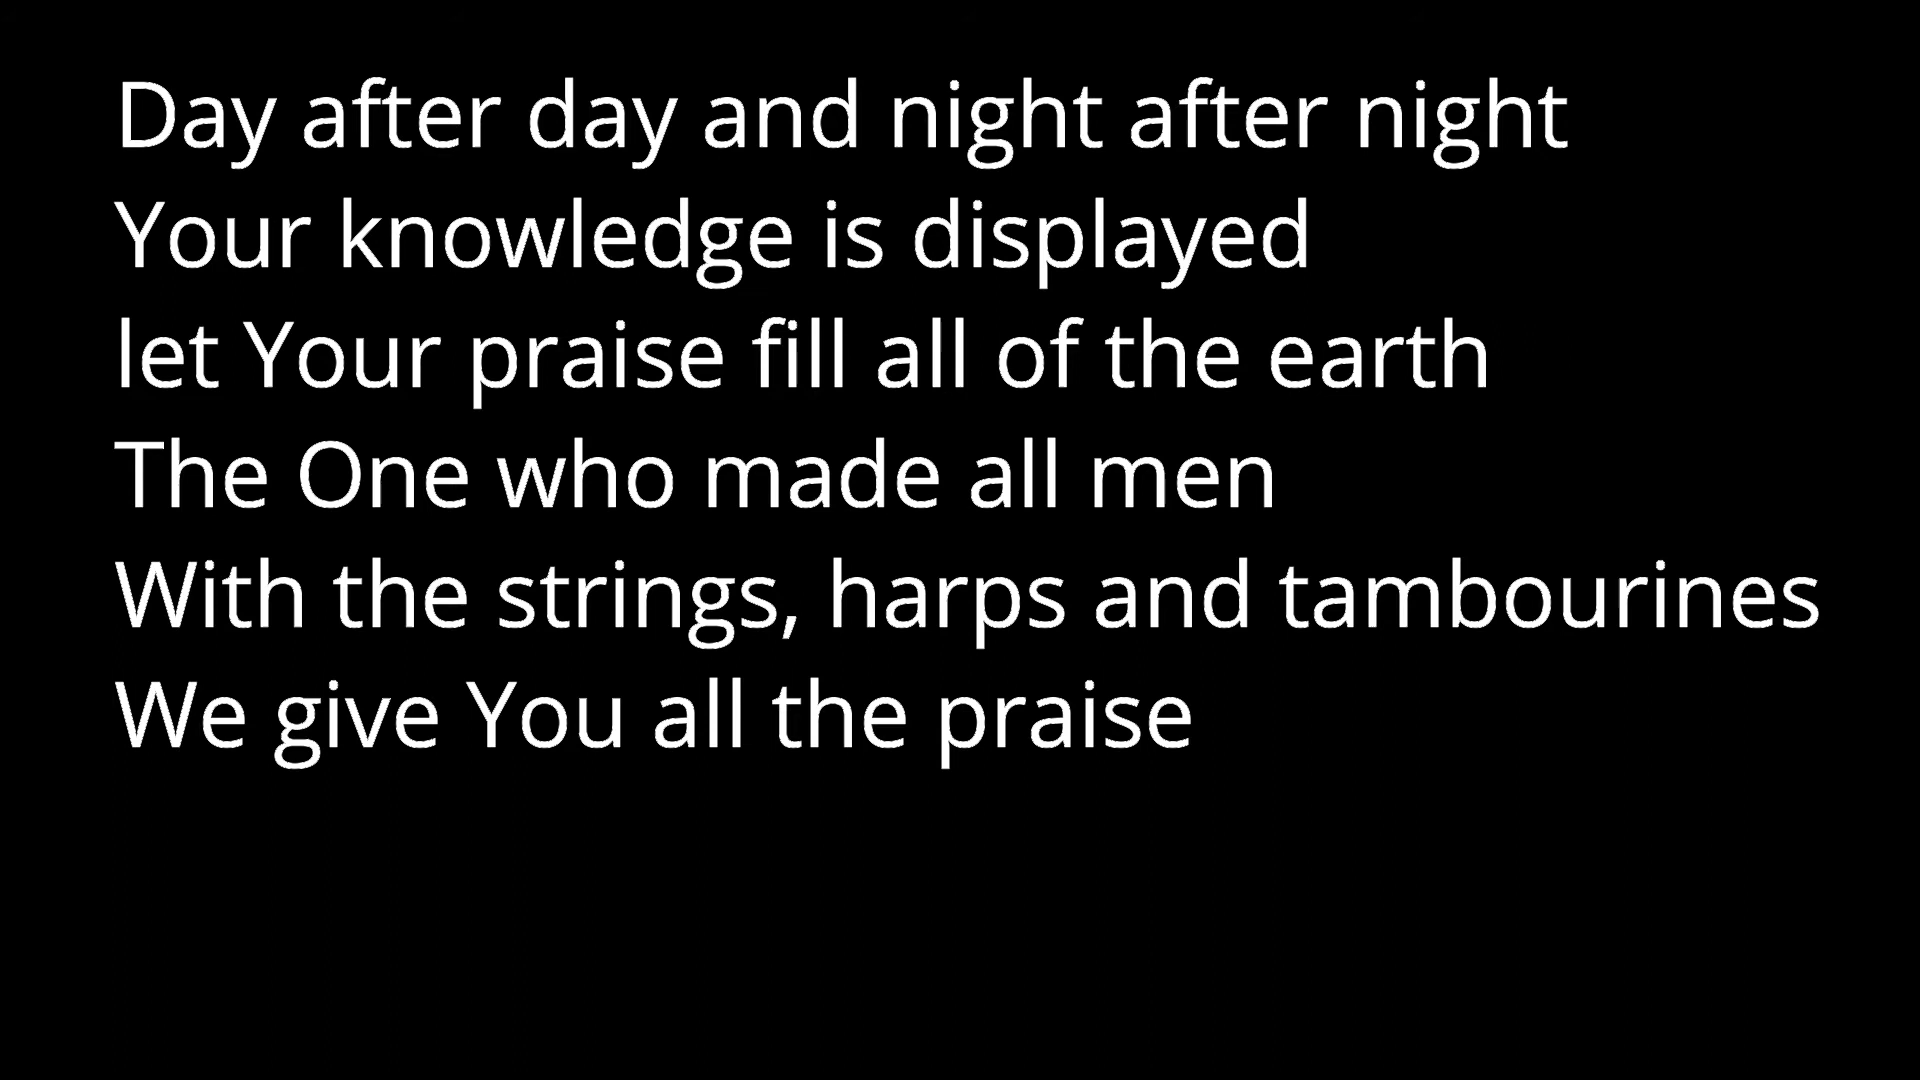 Day after day and night after night
Your knowledge is displayed
let Your praise fill all of the earth
The One who made all men
With the strings, harps and tambourines
We give You all the praise